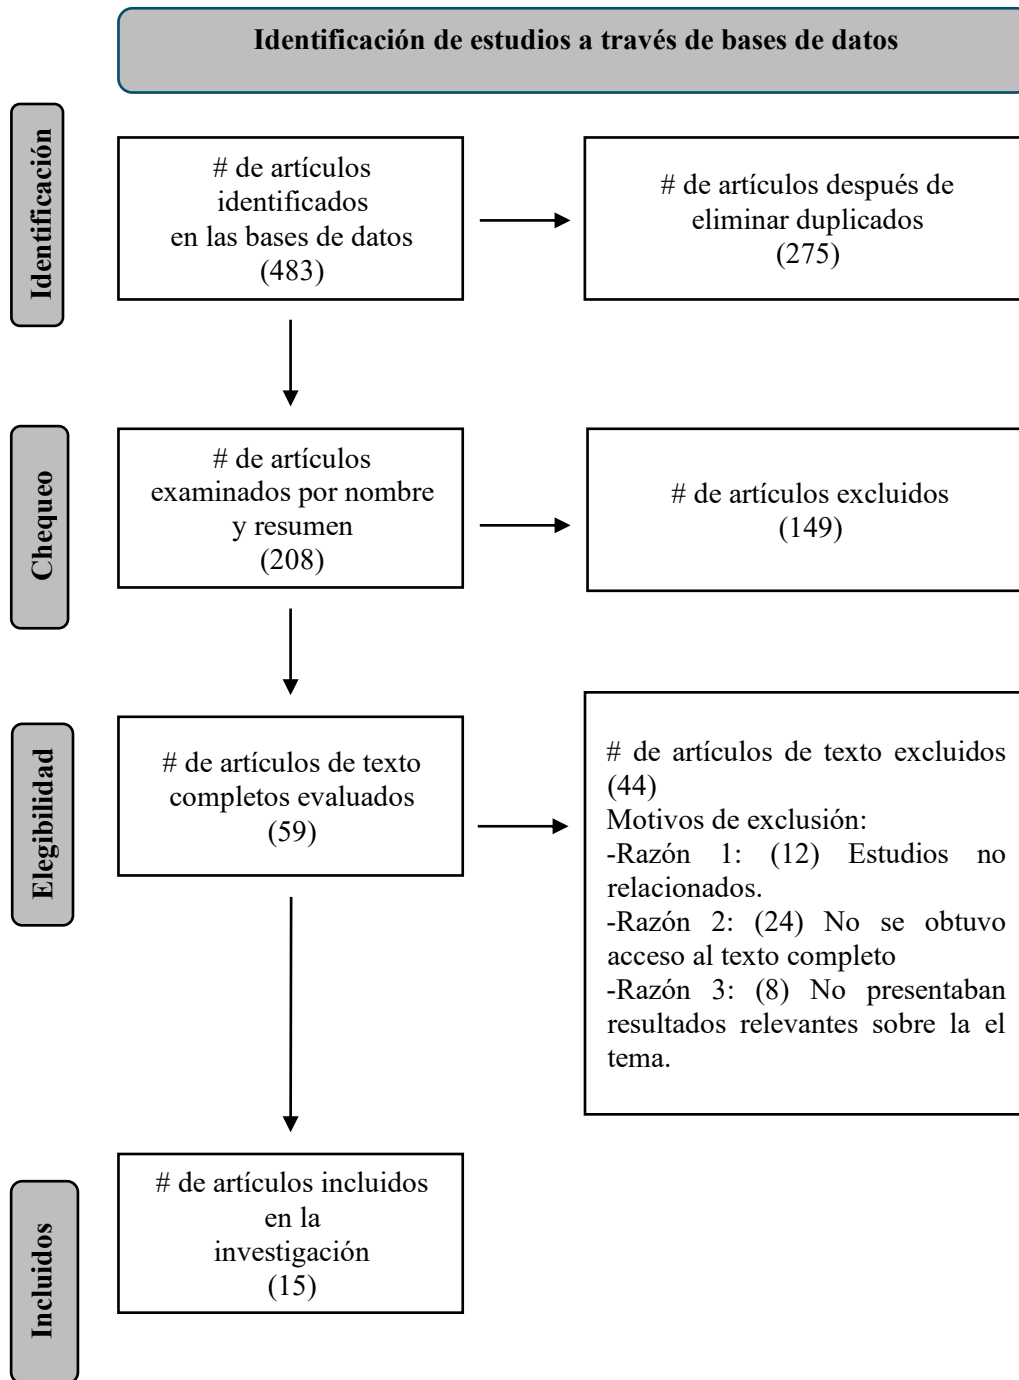 Identificación de estudios a través de bases de datos
Identificación
# de artículos
identificados
en las bases de datos
(483)
# de artículos después de
eliminar duplicados
(275)
Chequeo
# de artículos
examinados por nombre
y resumen
(208)
# de artículos excluidos
(149)
Elegibilidad
# de artículos de texto
completos evaluados
(59)
# de artículos de texto excluidos
(44)
Motivos de exclusión:
-Razón 1: (12) Estudios no
relacionados.
-Razón 2: (24) No se obtuvo
acceso al texto completo
-Razón 3: (8) No presentaban
resultados relevantes sobre la el
tema.
Incluidos
# de artículos incluidos
en la
investigación
(15)